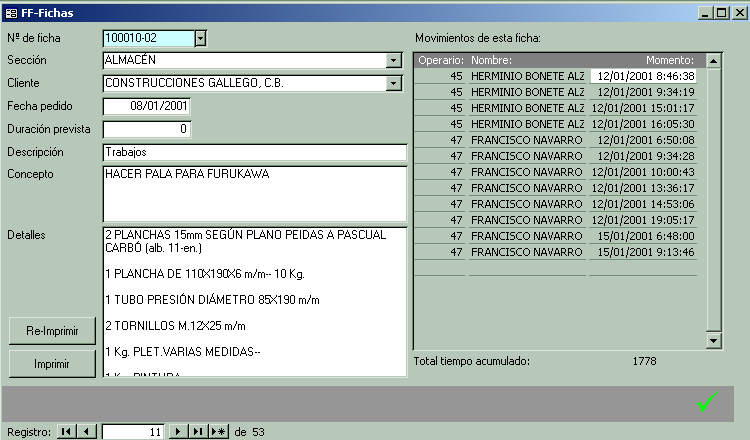 FF-Fichas
Nº de ficha 100010-02
Sección ALMACÉN
Cliente CONSTRUCCIONES GALLEGO, C.B.
Fecha pedido 08/01/2001
Duración prevista 0
Descripción Trabajos
Concepto HACER PALA PARA FURUKAWA
Detalles 2 PLANCHAS 15mm SEGÚN PLANO PEIDAS A PASCUAL
CARBÓ (alb. 11-en.)
1 PLANCHA DE 110X190X6 m/m-- 10 Kg.
1 TUBO PRESIÓN DIÁMETRO 85X190 m/m
2 TORNILLOS M.12X25 m/m
1 Kg. PLET.VARIAS MEDIDAS--
1 Kg. PINTURA
Re-Imprimir
Imprimir
Movimientos de esta ficha:
Operario: Nombre: Momento:
45 HERMINIO BONETE ALZ 12/01/2001 8:46:38
45 HERMINIO BONETE ALZ 12/01/2001 9:34:19
45 HERMINIO BONETE ALZ 12/01/2001 15:01:17
45 HERMINIO BONETE ALZ 12/01/2001 16:05:30
47 FRANCISCO NAVARRO 12/01/2001 6:50:08
47 FRANCISCO NAVARRO 12/01/2001 9:34:28
47 FRANCISCO NAVARRO 12/01/2001 10:00:43
47 FRANCISCO NAVARRO 12/01/2001 13:36:17
47 FRANCISCO NAVARRO 12/01/2001 14:53:06
47 FRANCISCO NAVARRO 12/01/2001 19:05:17
47 FRANCISCO NAVARRO 15/01/2001 6:48:00
47 FRANCISCO NAVARRO 15/01/2001 9:13:46
Total tiempo acumulado: 1778
Registro: 11 de 53